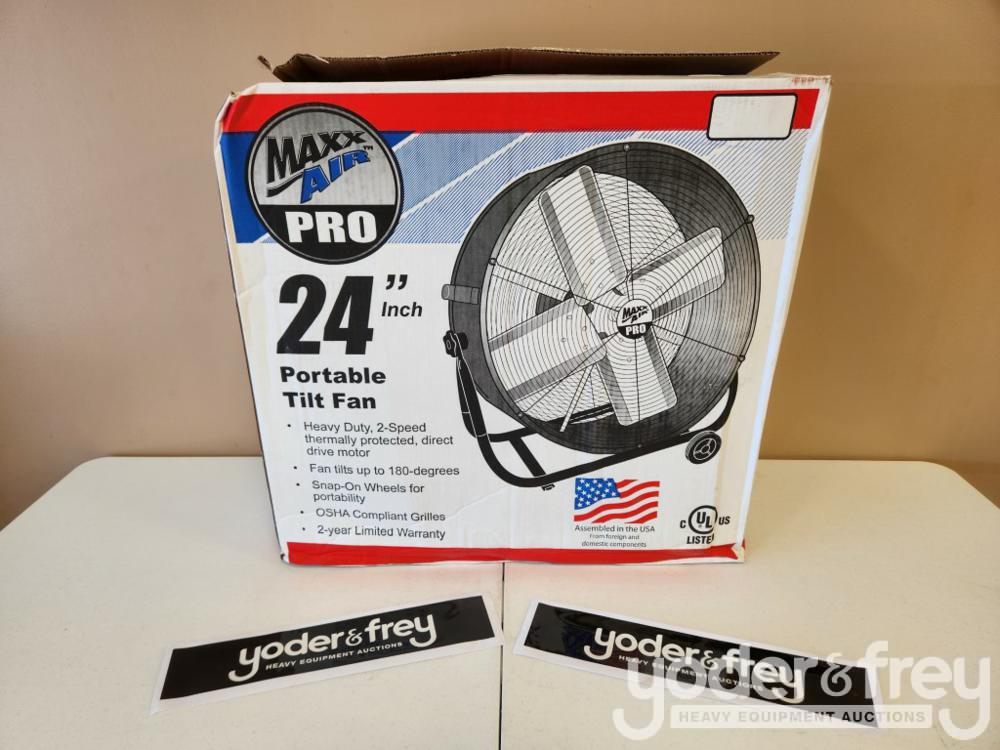 MAXX
AIR™
PRO
24”
Inch
Portable
Tilt Fan
• Heavy Duty, 2-Speed
thermally protected, direct
drive motor
• Fan tilts up to 180-degrees
• Snap-On Wheels for
portability
• OSHA Compliant Grilles
• 2-year Limited Warranty
MAXX
AIR
PRO
Assembled in the USA
From foreign and
domestic components
C UL US
LISTE
yoder&frey
HEAVY EQUIPMENT AUCTIONS
yoder&frey
HEAVY EQUIPMENT AUCTIONS
yoder&frey
HEAVY EQUIPMENT AUCTIONS